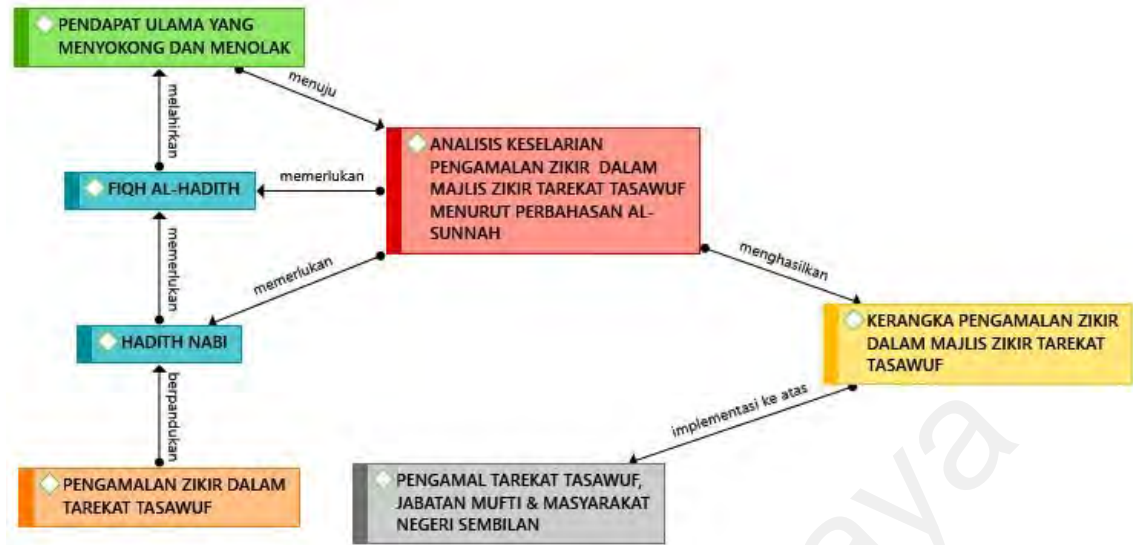 PENDAPAT ULAMA YANG
MENYOKONG DAN MENOLAK
menuju
melahirkan
ANALISIS KESELARIAN
PENGAMALAN ZIKIR DALAM
MAJLIS ZIKIR TAREKAT TASAWUF
MENURUT PERBAHASAN AL-
SUNNAH
FIQH AL-HADITH
memerlukan
memerlukan
memerlukan
menghasilkan
HADITH NABI
KERANGKA PENGAMALAN ZIKIR
DALAM MAJLIS ZIKIR TAREKAT
TASAWUF
berpandukan
implementasi ke atas
PENGAMALAN ZIKIR DALAM
TAREKAT TASAWUF
PENGAMAL TAREKAT TASAWUF,
JABATAN MUFTI & MASYARAKAT
NEGERI SEMBILAN
aya